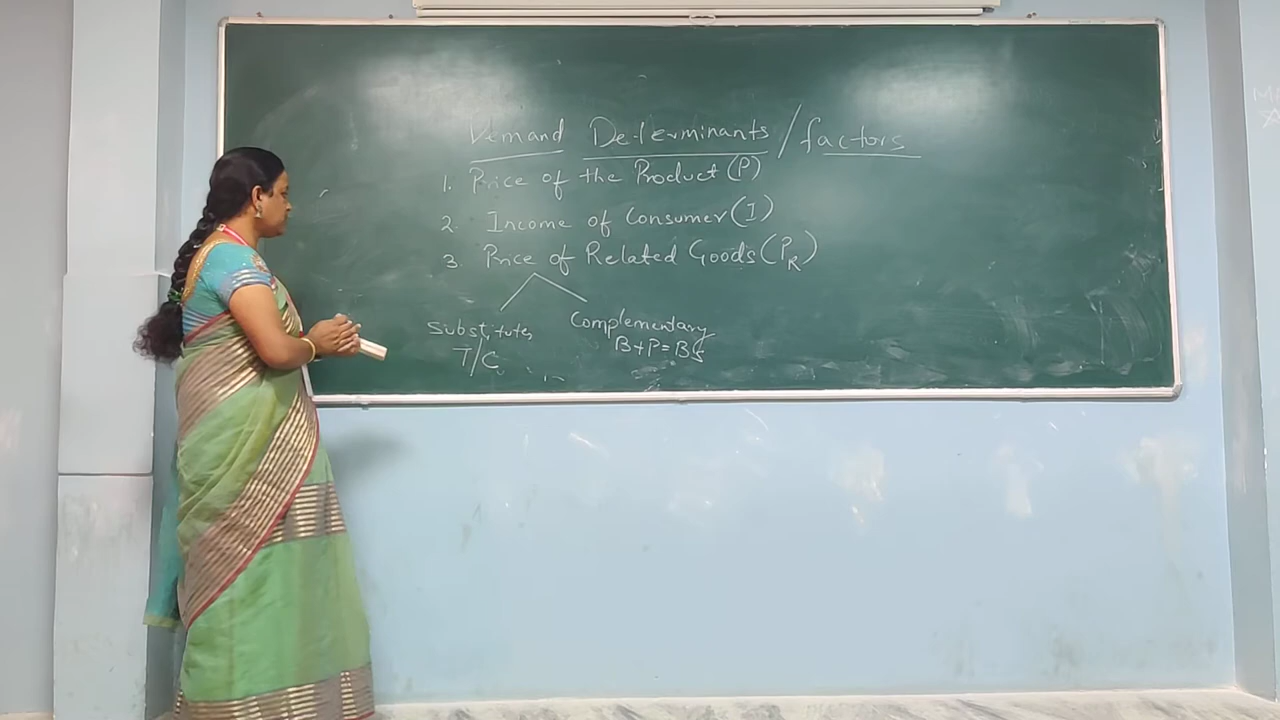 Demand Determinants / factors
1. Price of the Product (P)
2. Income of Consumer (I)
3. Price of Related Goods (PR)
Substitutes Complementary
T/C B+P=